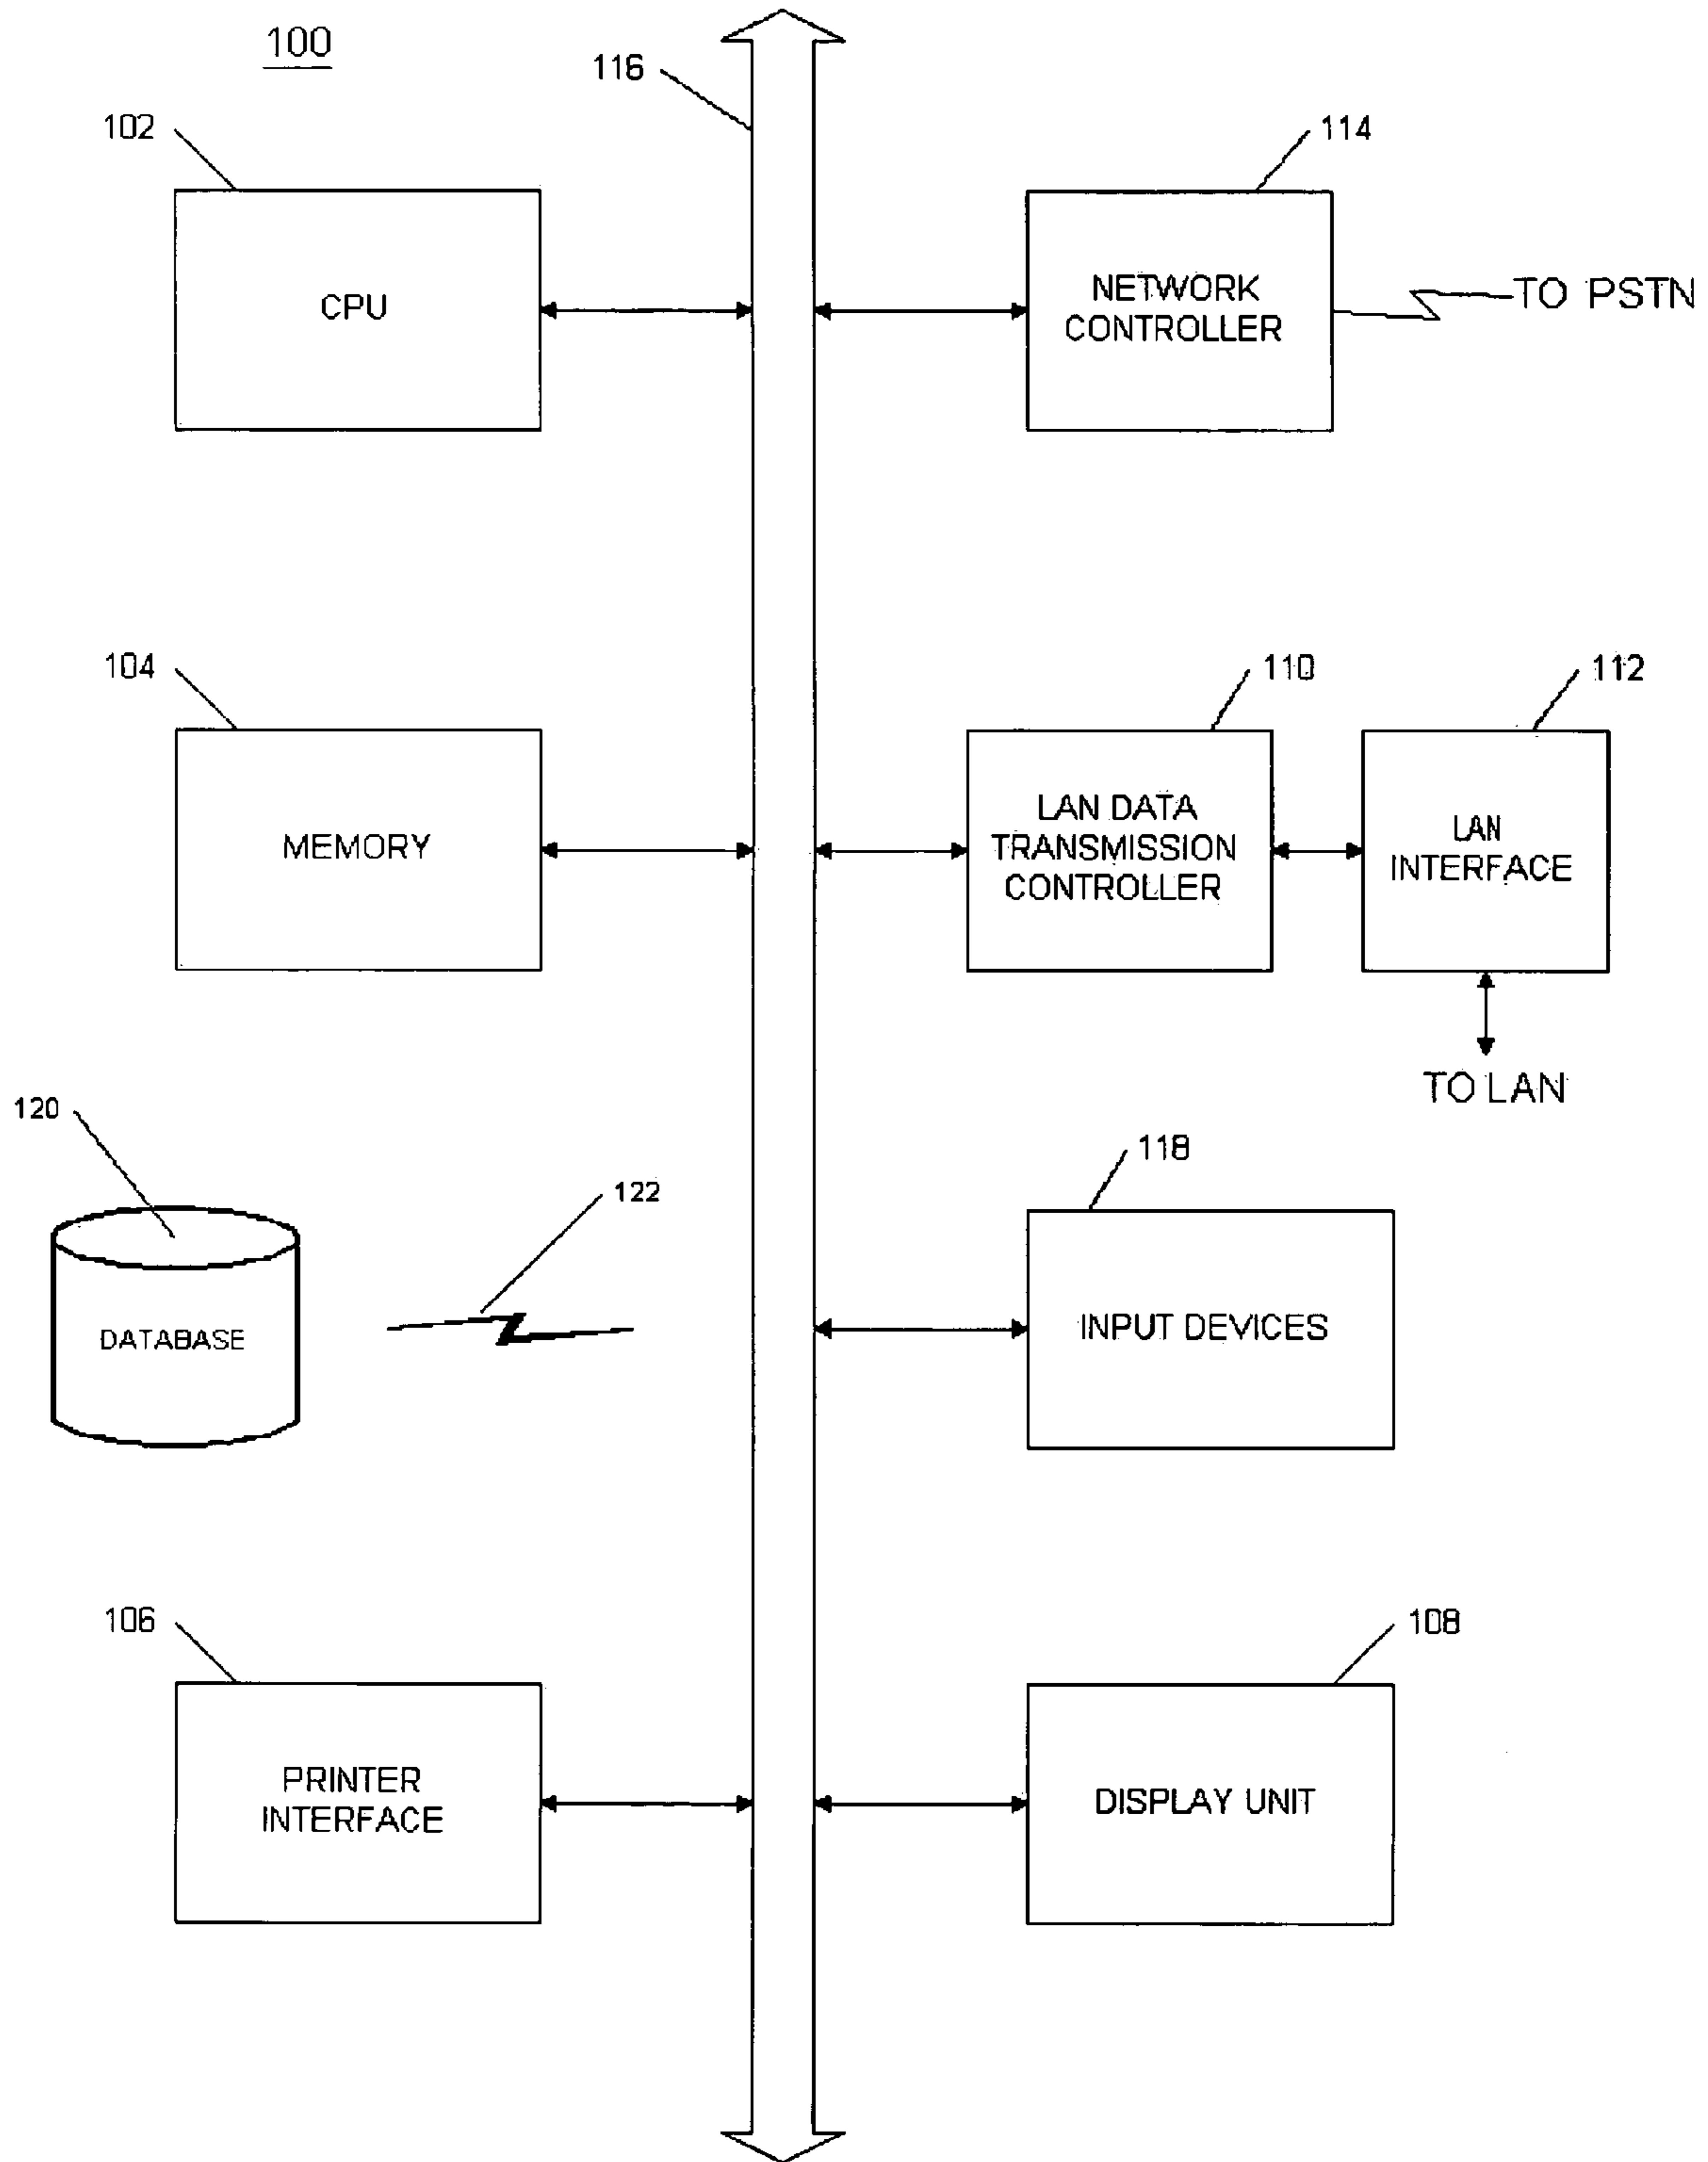 100
116
102
114
CPU
NETWORK
CONTROLLER
TO PSTN
104
110
112
MEMORY
LAN DATA
TRANSMISSION
CONTROLLER
LAN
INTERFACE
TO LAN
120
122
118
DATABASE
INPUT DEVICES
106
108
PRINTER
INTERFACE
DISPLAY UNIT